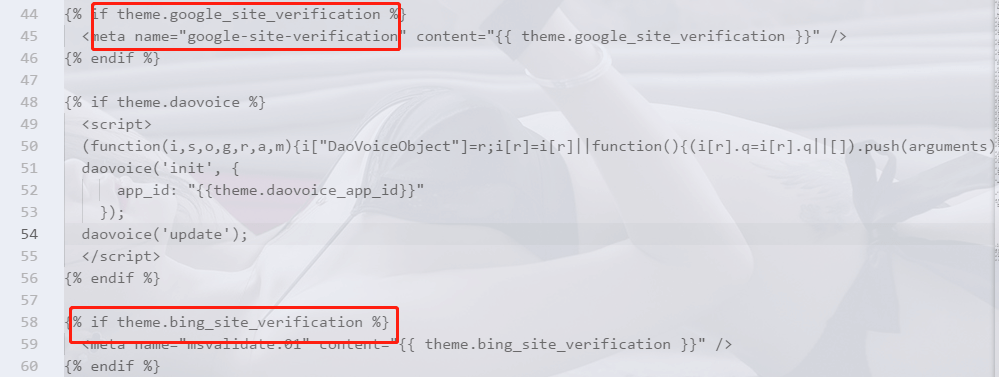 44 {% if theme.google_site_verification %}
45 <meta name="google-site-verification" content="{{ theme.google_site_verification }}" />
46 {% endif %}
47
48 {% if theme.daovoice %}
49 <script>
50 (function(i,s,o,g,r,a,m){i["DaoVoiceObject"]=r;i[r]=i[r]||function(){(i[r].q=i[r].q||[]).push(arguments)
51 daovoice('init', {
52 app_id: "{{theme.daovoice_app_id}}"
53 });
54 daovoice('update');
55 </script>
56 {% endif %}
57
58 {% if theme.bing_site_verification %}
59 <meta name="msvalidate.01" content="{{ theme.bing_site_verification }}" />
60 {% endif %}